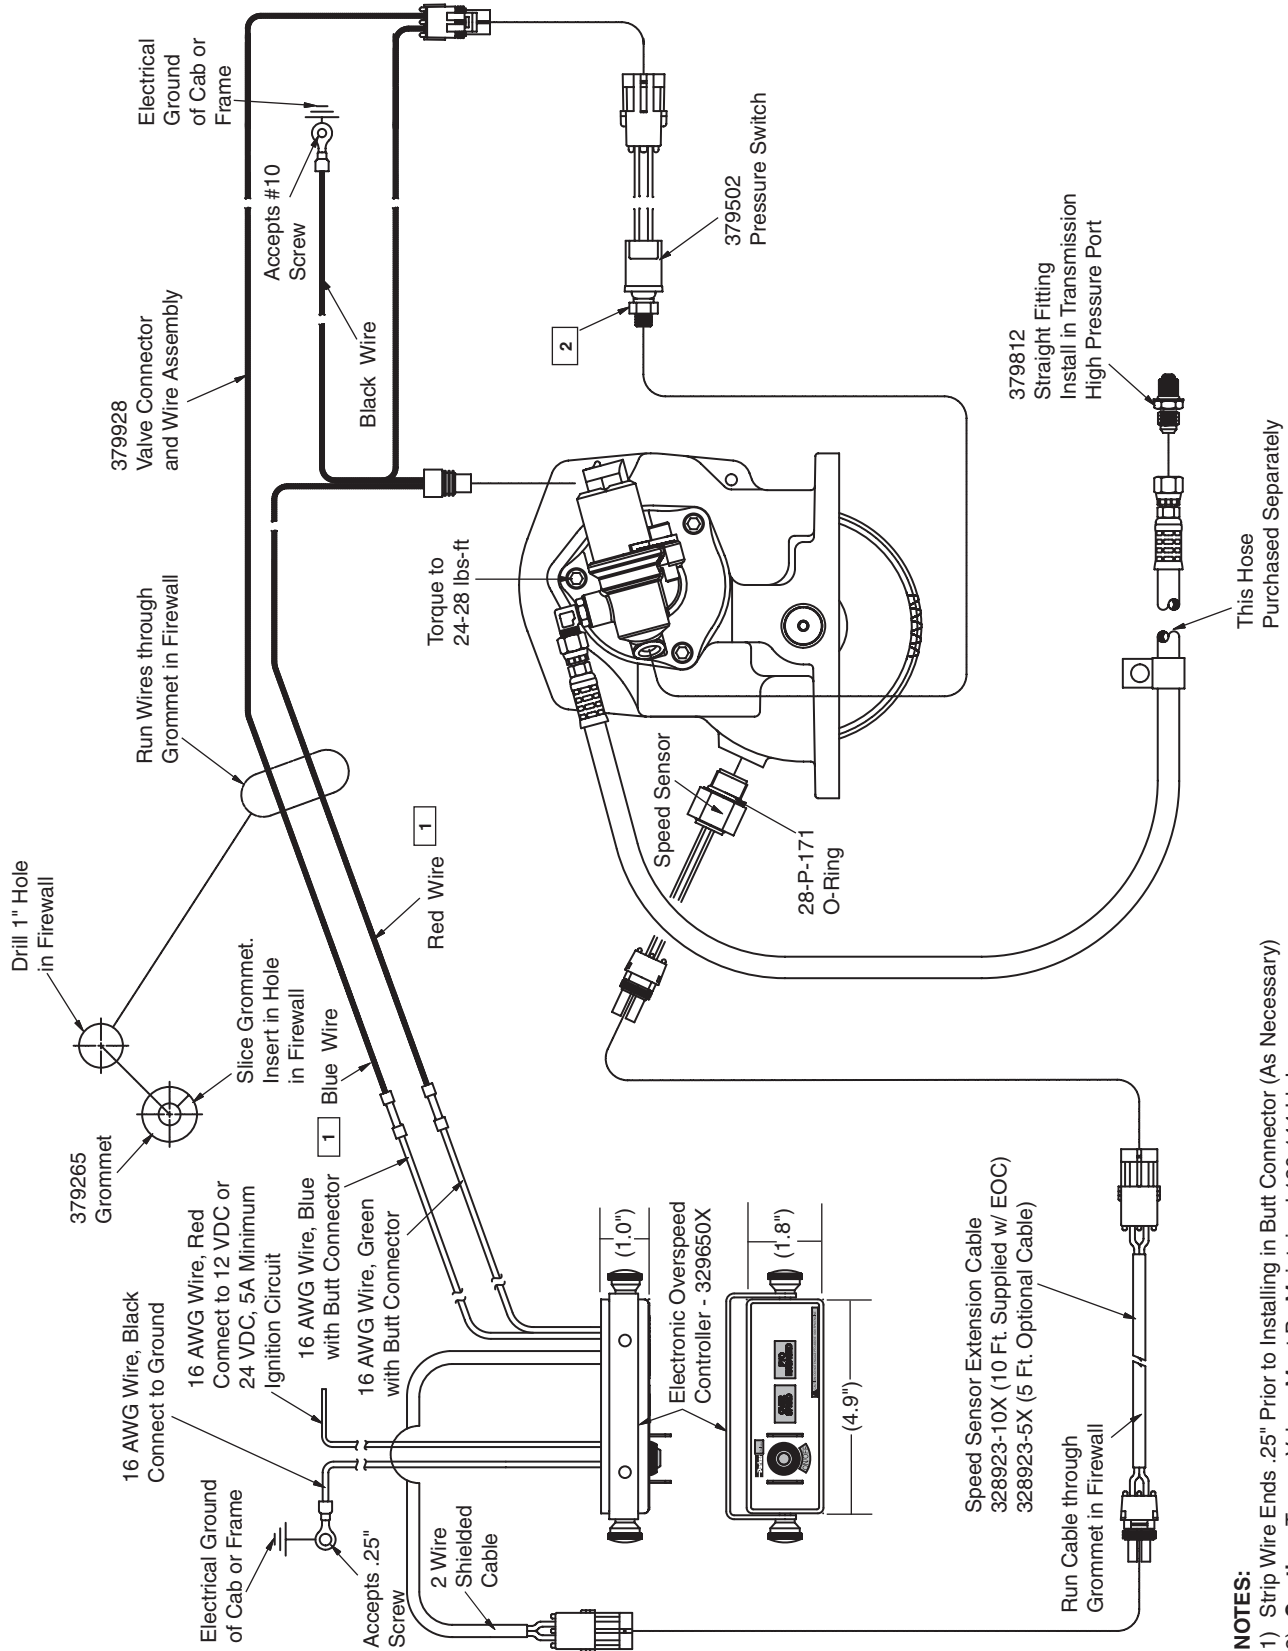 Drill 1" Hole
in Firewall
379265
Grommet
Slice Grommet.
Insert in Hole
in Firewall
Run Wires through
Grommet in Firewall
379928
Valve Connector
and Wire Assembly
Electrical
Ground
of Cab or
Frame
Accepts #10
Screw
Black Wire
16 AWG Wire, Black
Connect to Ground
16 AWG Wire, Red
Connect to 12 VDC or
24 VDC, 5A Minimum
Ignition Circuit
16 AWG Wire, Blue
with Butt Connector
1
Blue Wire
16 AWG Wire, Green
with Butt Connector
Red Wire
1
Torque to
24-28 lbs-ft
2
379502
Pressure Switch
Electrical Ground
of Cab or Frame
Accepts .25"
Screw
2 Wire
Shielded
Cable
(1.0")
Electronic Overspeed
Controller - 329650X
(1.8")
(4.9")
OVER
SPEED
PTO
ENGAGED
Speed Sensor
28-P-171
O-Ring
379812
Straight Fitting
Install in Transmission
High Pressure Port
This Hose
Purchased Separately
Speed Sensor Extension Cable
328923-10X (10 Ft. Supplied w/ EOC)
328923-5X (5 Ft. Optional Cable)
Run Cable through
Grommet in Firewall
NOTES:
1) Strip Wire Ends .25" Prior to Installing in Butt Connector (As Necessary)